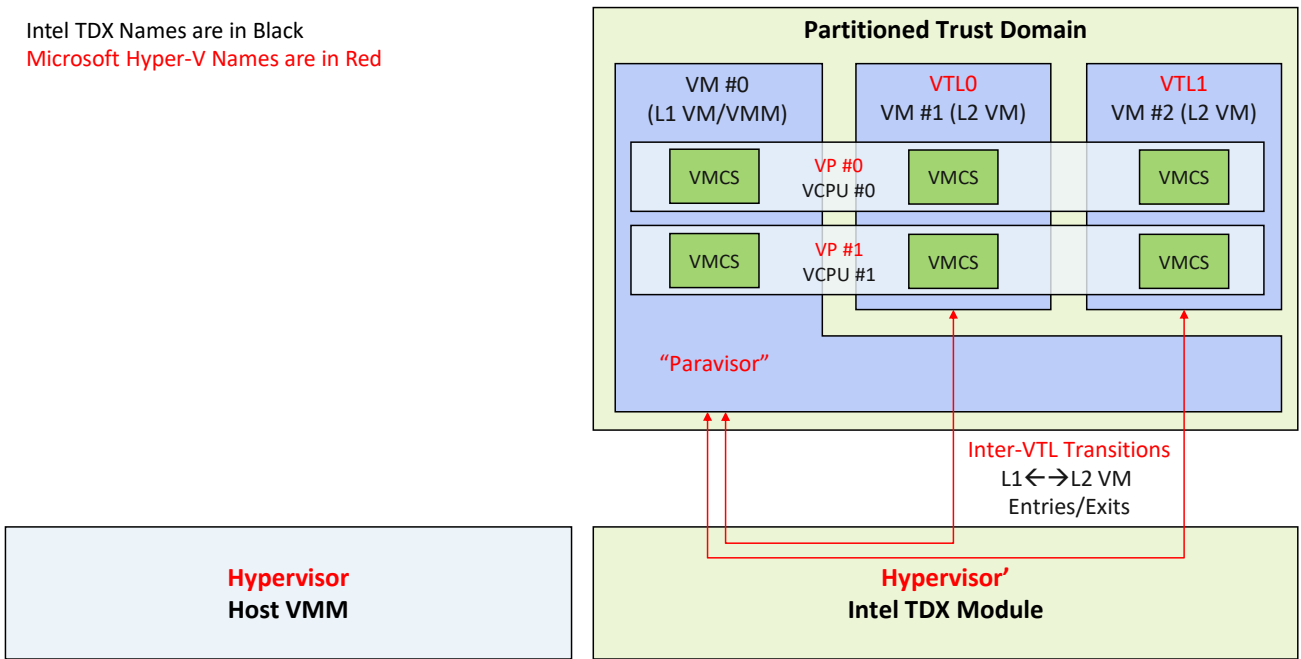 Intel TDX Names are in Black
Microsoft Hyper-V Names are in Red
Partitioned Trust Domain
VM #0
(L1 VM/VMM)
VTL0
VM #1 (L2 VM)
VTL1
VM #2 (L2 VM)
VMCS
VP #0
VCPU #0
VMCS
VMCS
VMCS
VP #1
VCPU #1
VMCS
VMCS
“Paravisor”
Inter-VTL Transitions
L1←→L2 VM
Entries/Exits
Hypervisor
Host VMM
Hypervisor’
Intel TDX Module